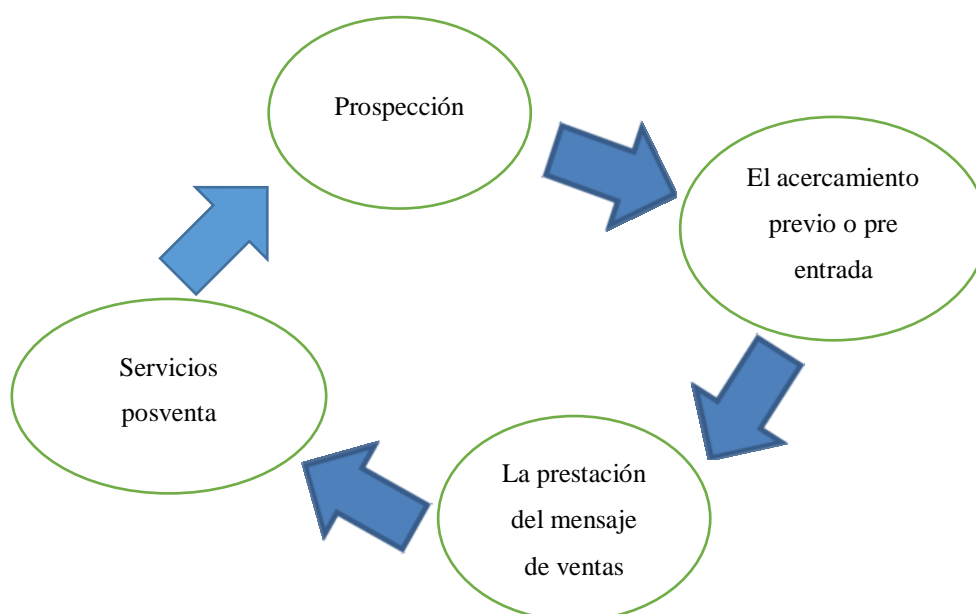 Prospección
El acercamiento
previo o pre
entrada
La prestación
del mensaje
de ventas
Servicios
posventa